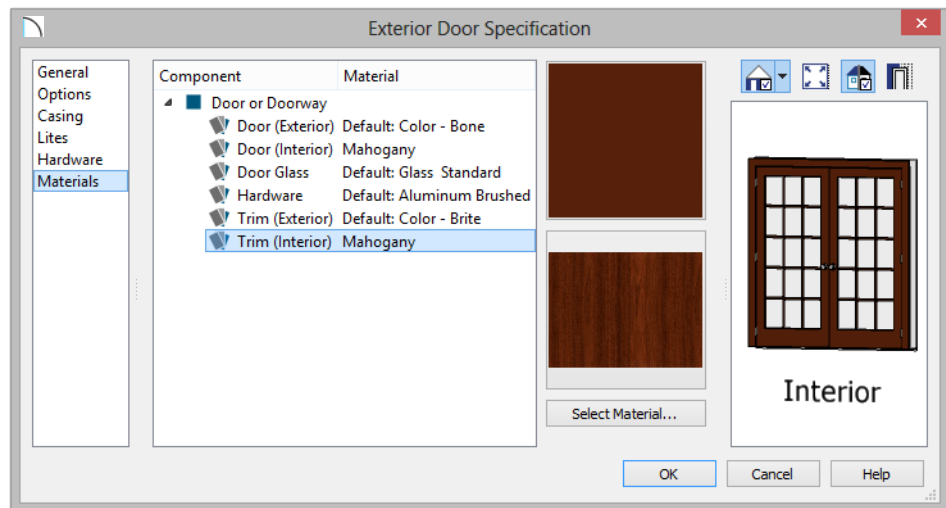 Exterior Door Specification
General
Options
Casing
Lites
Hardware
Materials
Component Material
Door or Doorway
Door (Exterior) Default: Color - Bone
Door (Interior) Mahogany
Door Glass Default: Glass Standard
Hardware Default: Aluminum Brushed
Trim (Exterior) Default: Color - Brite
Trim (Interior) Mahogany
Select Material...
Interior
OK Cancel Help